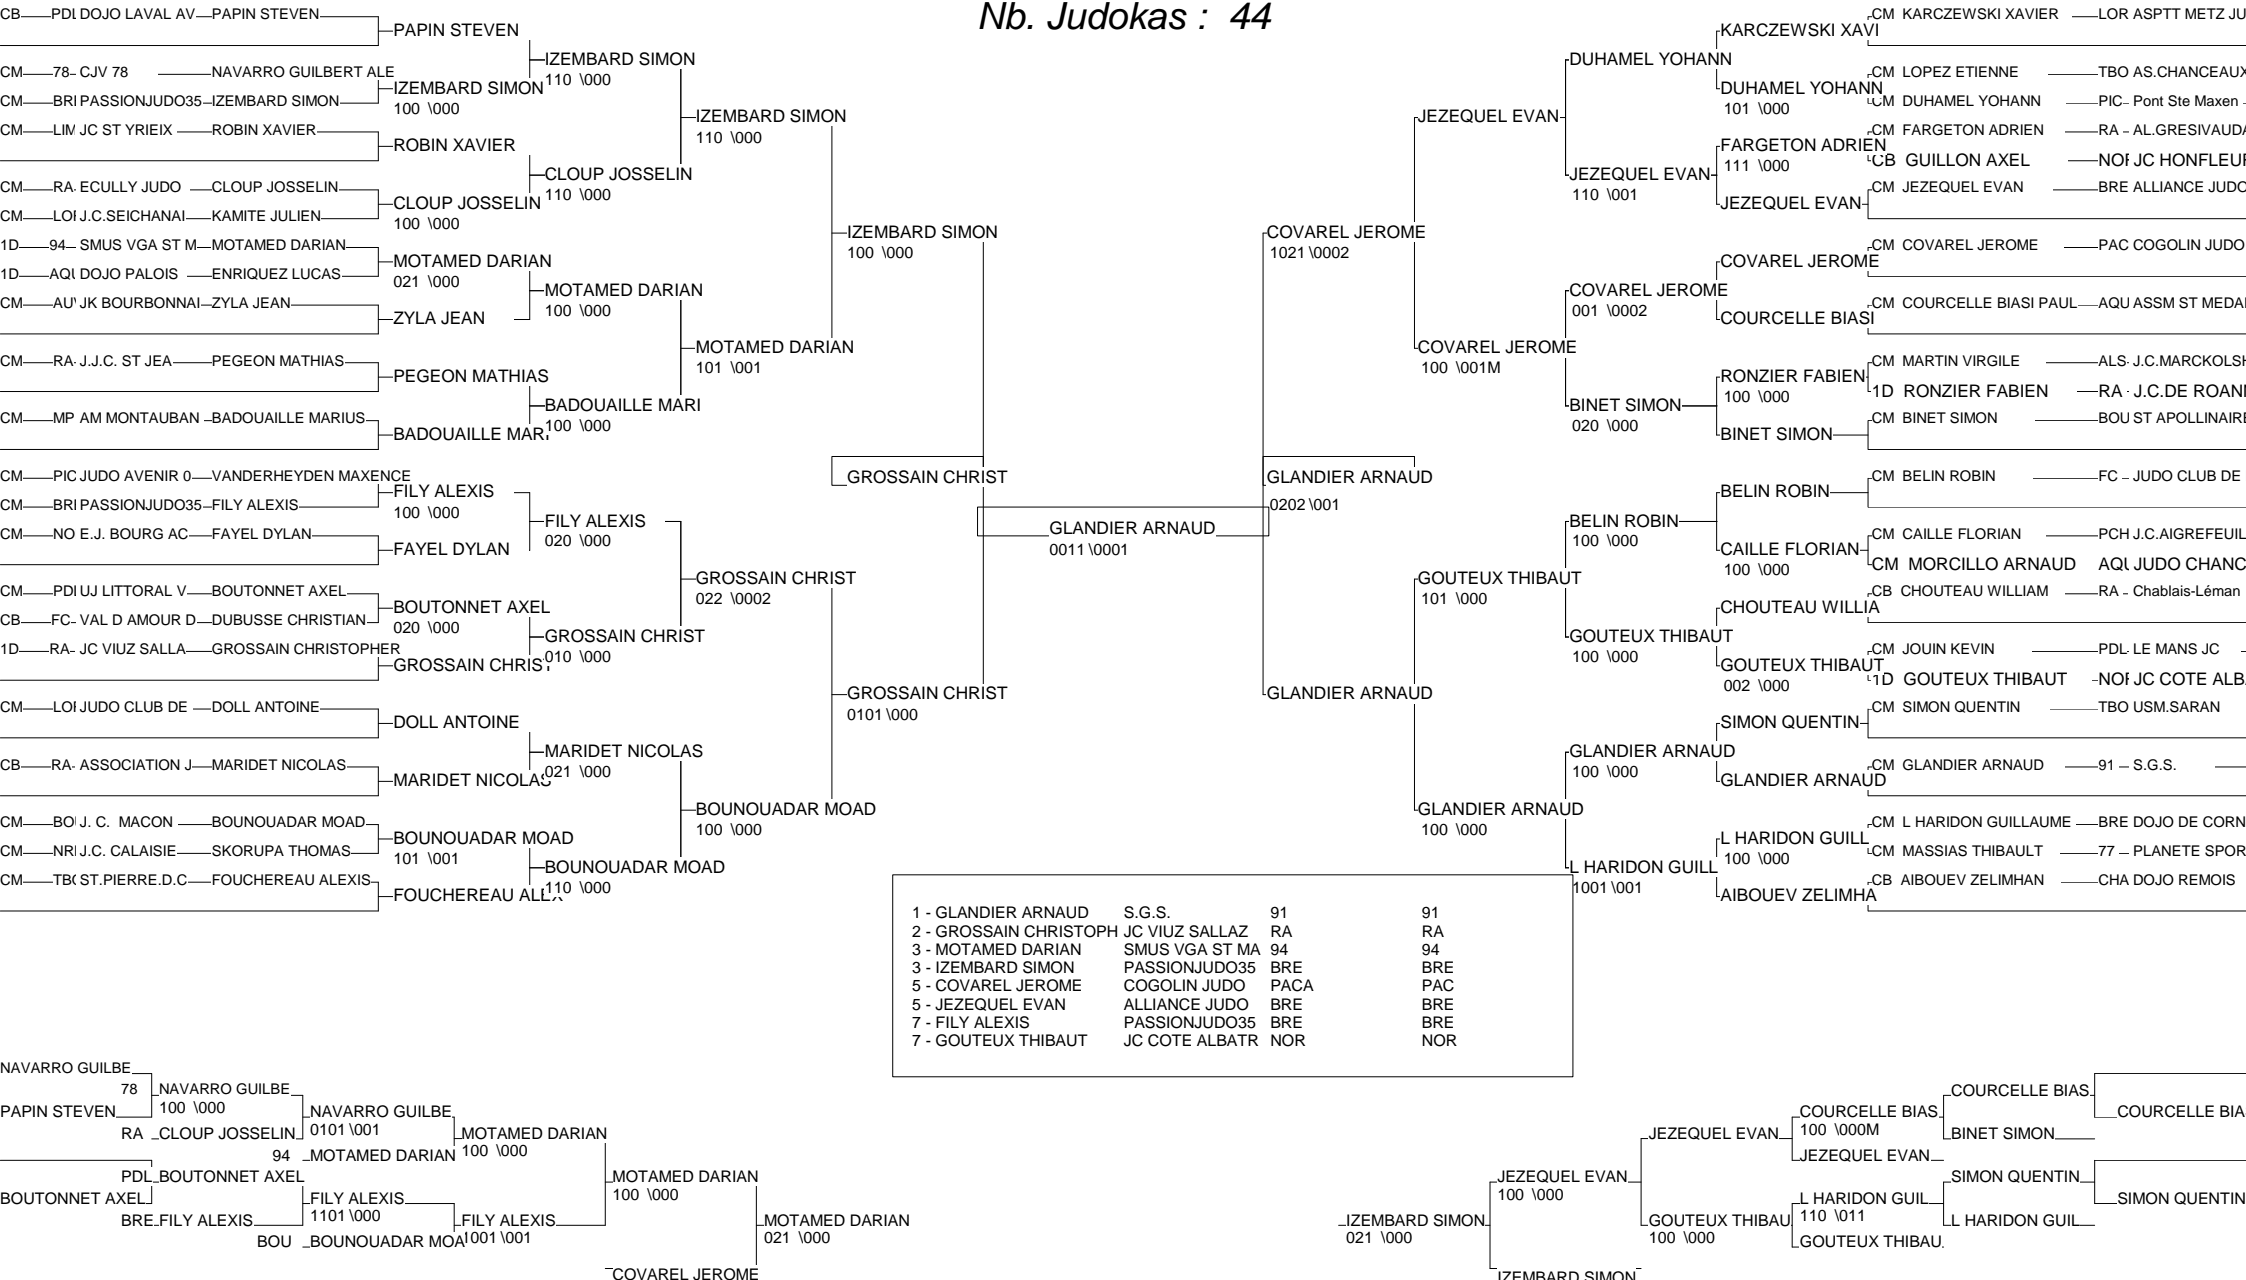 Nb. Judokas : 44
CB PDL DOJO LAVAL AV PAPIN STEVEN
CM 78 CJV 78 NAVARRO GUILBERT ALE
CM BRE PASSIONJUDO35 IZEMBARD SIMON
CM LIM JC ST YRIEIX ROBIN XAVIER
CM RA ECULLY JUDO CLOUP JOSSELIN
CM LOR J.C.SEICHANAI KAMITE JULIEN
1D 94 SMUS VGA ST M MOTAMED DARIAN
1D AQU DOJO PALOIS ENRIQUEZ LUCAS
CM AUV JK BOURBONNAI ZYLA JEAN
CM RA J.J.C. ST JEA PEGEON MATHIAS
CM MP AM MONTAUBAN BADOUAILLE MARIUS
CM PIC JUDO AVENIR 0 VANDERHEYDEN MAXENCE
CM BRE PASSIONJUDO35 FILY ALEXIS
CM NO E.J. BOURG AC FAYEL DYLAN
CM PDL UJ LITTORAL V BOUTONNET AXEL
CB FC VAL D AMOUR D DUBUSSE CHRISTIAN
1D RA JC VIUZ SALLA GROSSAIN CHRISTOPHER
CM LOR JUDO CLUB DE DOLL ANTOINE
CB RA ASSOCIATION J MARIDET NICOLAS
CM BO J. C. MACON BOUNOUADAR MOAD
CM NR J.C. CALAISIE SKORUPA THOMAS
CM TBO ST.PIERRE.D.C FOUCHEREAU ALEXIS
PAPIN STEVEN
IZEMBARD SIMON
100 \000
ROBIN XAVIER
CLOUP JOSSELIN
100 \000
MOTAMED DARIAN
021 \000
ZYLA JEAN
PEGEON MATHIAS
BADOUAILLE MARI
FILY ALEXIS
100 \000
FAYEL DYLAN
BOUTONNET AXEL
020 \000
GROSSAIN CHRIST
DOLL ANTOINE
MARIDET NICOLAS
BOUNOUADAR MOAD
101 \001
FOUCHEREAU ALEX
IZEMBARD SIMON
110 \000
CLOUP JOSSELIN
110 \000
MOTAMED DARIAN
100 \000
BADOUAILLE MARI
100 \000
FILY ALEXIS
020 \000
GROSSAIN CHRIST
010 \000
MARIDET NICOLAS
021 \000
BOUNOUADAR MOAD
110 \000
IZEMBARD SIMON
110 \000
MOTAMED DARIAN
101 \001
GROSSAIN CHRIST
022 \0002
BOUNOUADAR MOAD
100 \000
IZEMBARD SIMON
100 \000
GROSSAIN CHRIST
GROSSAIN CHRIST
0101 \000
GLANDIER ARNAUD
0011 \0001
COVAREL JEROME
1021 \0002
GLANDIER ARNAUD
0202 \001
GLANDIER ARNAUD
JEZEQUEL EVAN
COVAREL JEROME
100 \001M
GOUTEUX THIBAUT
101 \000
GLANDIER ARNAUD
100 \000
DUHAMEL YOHANN
JEZEQUEL EVAN
110 \001
COVAREL JEROME
001 \0002
BINET SIMON
020 \000
BELIN ROBIN
100 \000
GOUTEUX THIBAUT
100 \000
GLANDIER ARNAUD
100 \000
L HARIDON GUILL
1001 \001
KARCZEWSKI XAVI
DUHAMEL YOHANN
101 \000
FARGETON ADRIEN
111 \000
JEZEQUEL EVAN
COVAREL JEROME
COURCELLE BIASI
RONZIER FABIEN
100 \000
BINET SIMON
BELIN ROBIN
CAILLE FLORIAN
100 \000
CHOUTEAU WILLIA
GOUTEUX THIBAUT
002 \000
SIMON QUENTIN
GLANDIER ARNAUD
L HARIDON GUILL
100 \000
AIBOUEV ZELIMHA
CM KARCZEWSKI XAVIER LOR ASPTT METZ JU
CM LOPEZ ETIENNE TBO AS.CHANCEAUX
CM DUHAMEL YOHANN PIC Pont Ste Maxen
CM FARGETON ADRIEN RA AL.GRESIVAUDA
CB GUILLON AXEL NOR JC HONFLEUR
CM JEZEQUEL EVAN BRE ALLIANCE JUDO
CM COVAREL JEROME PAC COGOLIN JUDO
CM COURCELLE BIASI PAUL AQU ASSM ST MEDA
CM MARTIN VIRGILE ALS J.C.MARCKOLSH
1D RONZIER FABIEN RA J.C.DE ROANN
CM BINET SIMON BOU ST APOLLINAIRE
CM BELIN ROBIN FC JUDO CLUB DE
CM CAILLE FLORIAN PCH J.C.AIGREFEUIL
CM MORCILLO ARNAUD AQU JUDO CHANC
CB CHOUTEAU WILLIAM RA Chablais-Léman
CM JOUIN KEVIN PDL LE MANS JC
1D GOUTEUX THIBAUT NOR JC COTE ALBA
CM SIMON QUENTIN TBO USM.SARAN
CM GLANDIER ARNAUD 91 S.G.S.
CM L HARIDON GUILLAUME BRE DOJO DE CORN
CM MASSIAS THIBAULT 77 PLANETE SPOR
CB AIBOUEV ZELIMHAN CHA DOJO REMOIS
1 - GLANDIER ARNAUD S.G.S. 91 91
2 - GROSSAIN CHRISTOPH JC VIUZ SALLAZ RA RA
3 - MOTAMED DARIAN SMUS VGA ST MA 94 94
3 - IZEMBARD SIMON PASSIONJUDO35 BRE BRE
5 - COVAREL JEROME COGOLIN JUDO PACA PAC
5 - JEZEQUEL EVAN ALLIANCE JUDO BRE BRE
7 - FILY ALEXIS PASSIONJUDO35 BRE BRE
7 - GOUTEUX THIBAUT JC COTE ALBATR NOR NOR
NAVARRO GUILBE
78
PAPIN STEVEN
NAVARRO GUILBE
100 \000
RA CLOUP JOSSELIN
PDL BOUTONNET AXEL
BOUTONNET AXEL
BRE FILY ALEXIS
NAVARRO GUILBE
0101 \001
94 MOTAMED DARIAN
FILY ALEXIS
1101 \000
BOU BOUNOUADAR MOA
MOTAMED DARIAN
100 \000
FILY ALEXIS
1001 \001
MOTAMED DARIAN
100 \000
COVAREL JEROME
MOTAMED DARIAN
021 \000
IZEMBARD SIMON
021 \000
JEZEQUEL EVAN
100 \000
IZEMBARD SIMON
JEZEQUEL EVAN
GOUTEUX THIBAU
100 \000
COURCELLE BIAS
100 \000M
JEZEQUEL EVAN
L HARIDON GUIL
110 \011
GOUTEUX THIBAU
COURCELLE BIAS
BINET SIMON
SIMON QUENTIN
L HARIDON GUIL
COURCELLE BIA
SIMON QUENTIN